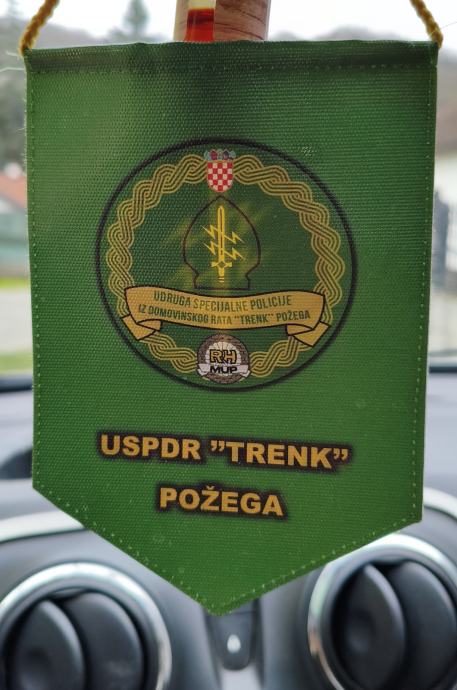 UDRUGA SPECIJALNE POLICIJE
IZ DOMOVINSKOG RATA "TRENK" POŽEGA
RH
MUP
USPDR "TRENK"
POŽEGA